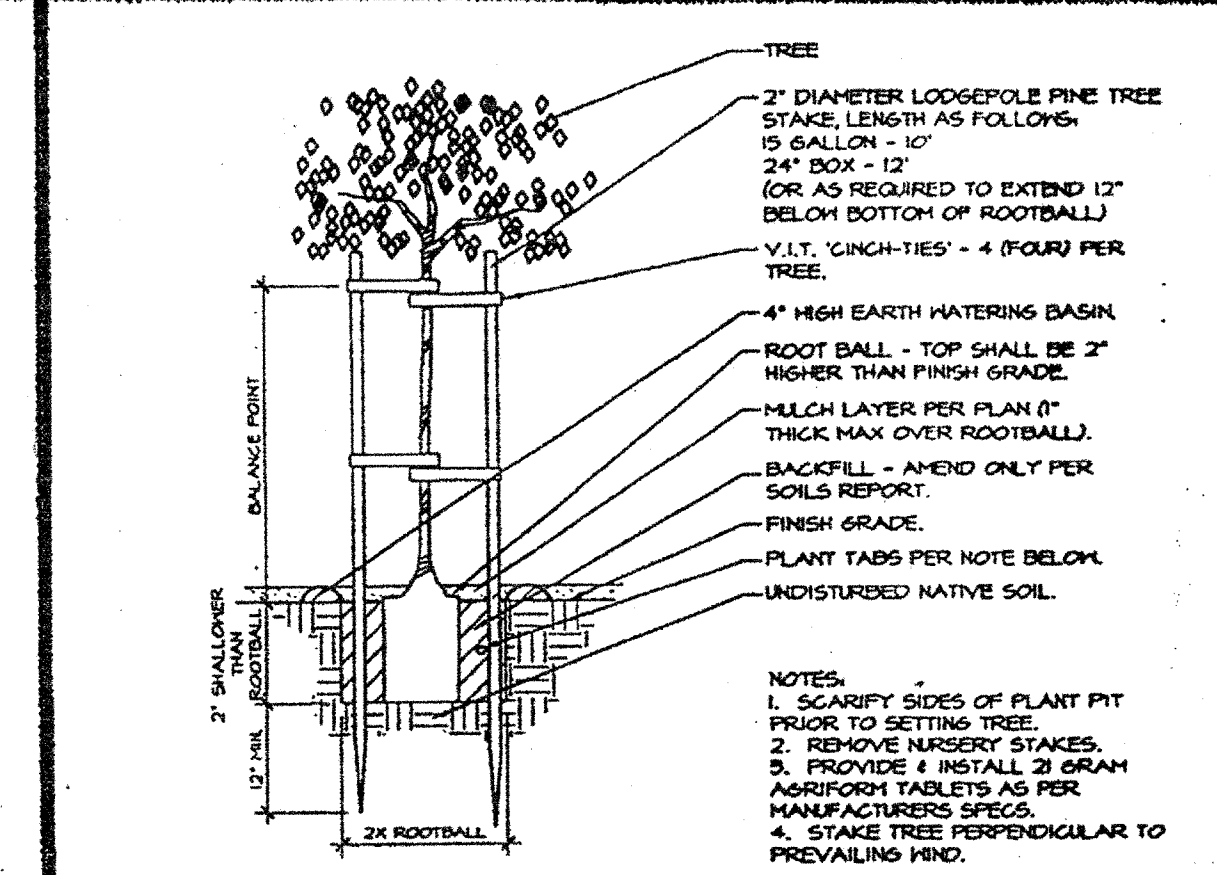 TREE
2" DIAMETER LODGEPOLE PINE TREE
STAKE, LENGTH AS FOLLOWS:
15 GALLON - 10'
24" BOX - 12'
(OR AS REQUIRED TO EXTEND 12"
BELOW BOTTOM OF ROOTBALL)
V.I.T. 'CINCH-TIES' - 4 (FOUR) PER
TREE.
4" HIGH EARTH WATERING BASIN.
ROOT BALL - TOP SHALL BE 2"
HIGHER THAN FINISH GRADE.
MULCH LAYER PER PLAN (1"
THICK MAX OVER ROOTBALL).
BACKFILL - AMEND ONLY PER
SOILS REPORT.
FINISH GRADE.
PLANT TABS PER NOTE BELOW.
UNDISTURBED NATIVE SOIL.
BALANCE POINT
2" SHALLOWER
THAN
ROOTBALL
12" MIN.
2X ROOTBALL
NOTES:
1. SCARIFY SIDES OF PLANT PIT
PRIOR TO SETTING TREE.
2. REMOVE NURSERY STAKES.
3. PROVIDE & INSTALL 21 GRAM
AGRIFORM TABLETS AS PER
MANUFACTURERS SPECS.
4. STAKE TREE PERPENDICULAR TO
PREVAILING WIND.